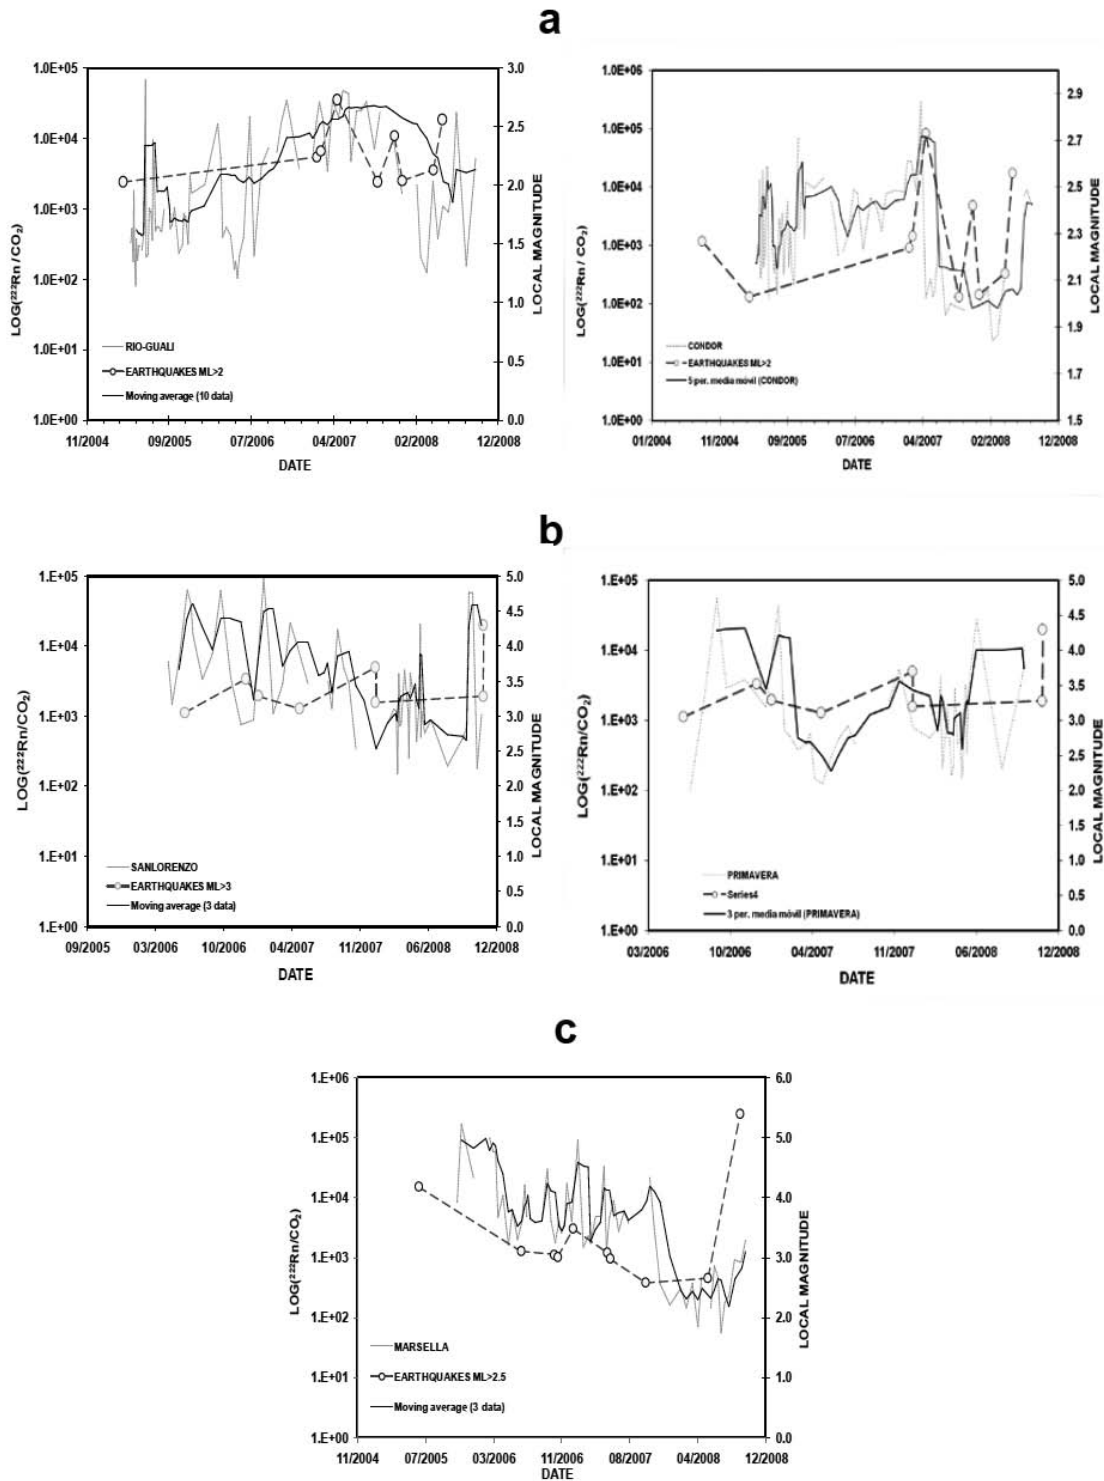 a
1.0E+05
1.0E+04
1.0E+03
1.0E+02
1.0E+01
1.0E+00
LOG(²²²Rn/CO₂)
3.0
2.5
2.0
1.5
1.0
0.5
0.0
LOCAL MAGNITUDE
RIO-GUALI
EARTHQUAKES ML>2
Moving average (10 data)
11/2004 09/2005 07/2006 04/2007 02/2008 12/2008
DATE
1.0E+06
1.0E+05
1.0E+04
1.0E+03
1.0E+02
1.0E+01
1.0E+00
LOG(²²²Rn/ CO₂)
2.9
2.7
2.5
2.3
2.1
1.9
1.7
1.5
LOCAL MAGNITUDE
CONDOR
EARTHQUAKES ML>2
5 per. media móvil (CONDOR)
01/2004 11/2004 09/2005 07/2006 04/2007 02/2008 12/2008
DATE
b
1.E+05
1.E+04
1.E+03
1.E+02
1.E+01
1.E+00
LOG(²²²Rn/CO₂)
5.0
4.5
4.0
3.5
3.0
2.5
2.0
1.5
1.0
0.5
0.0
LOCAL MAGNITUDE
SANLORENZO
EARTHQUAKES ML>3
Moving average (3 data)
09/2005 03/2006 10/2006 04/2007 11/2007 06/2008 12/2008
DATE
1.E+05
1.E+04
1.E+03
1.E+02
1.E+01
1.E+00
LOG(²²²Rn/CO₂)
5.0
4.5
4.0
3.5
3.0
2.5
2.0
1.5
1.0
0.5
0.0
LOCAL MAGNITUDE
PRIMAVERA
Series4
3 per. media móvil (PRIMAVERA)
03/2006 10/2006 04/2007 11/2007 06/2008 12/2008
DATE
c
1.E+06
1.E+05
1.E+04
1.E+03
1.E+02
1.E+01
1.E+00
LOG(²²²Rn/CO₂)
6.0
5.0
4.0
3.0
2.0
1.0
0.0
LOCAL MAGNITUDE
MARSELLA
EARTHQUAKES ML>2.5
Moving average (3 data)
11/2004 07/2005 03/2006 11/2006 08/2007 04/2008 12/2008
DATE